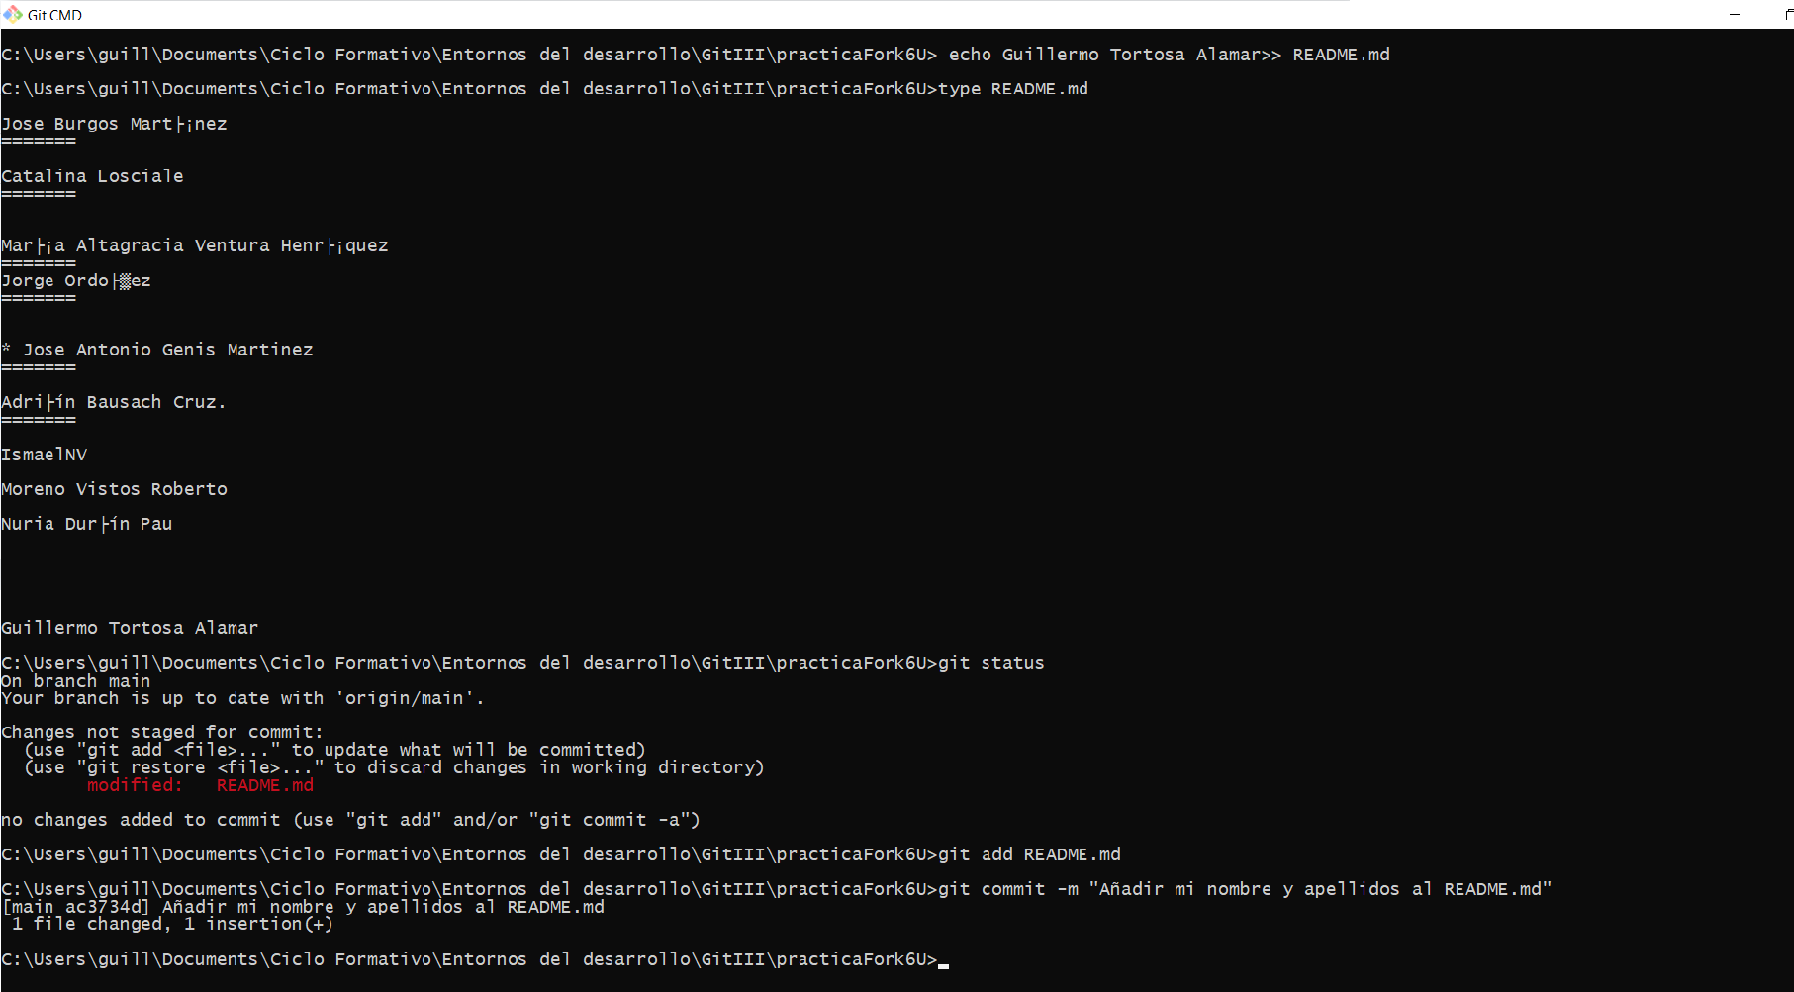 Git CMD
C:\Users\guill\Documents\Ciclo Formativo\Entornos del desarrollo\GitIII\practicaFork6U> echo Guillermo Tortosa Alamar>> README.md
C:\Users\guill\Documents\Ciclo Formativo\Entornos del desarrollo\GitIII\practicaFork6U>type README.md
Jose Burgos Mart├¡nez
=======
Catalina Losciale
=======
Mar├¡a Altagracia Ventura Henr├¡quez
=======
Jorge Ordo├▒ez
=======
* Jose Antonio Genis Martinez
=======
Adri├ín Bausach Cruz.
=======
IsmaelNV
Moreno Vistos Roberto
Nuria Dur├ín Pau
Guillermo Tortosa Alamar
C:\Users\guill\Documents\Ciclo Formativo\Entornos del desarrollo\GitIII\practicaFork6U>git status
On branch main
Your branch is up to date with 'origin/main'.
Changes not staged for commit:
  (use "git add <file>..." to update what will be committed)
  (use "git restore <file>..." to discard changes in working directory)
        modified:   README.md
no changes added to commit (use "git add" and/or "git commit -a")
C:\Users\guill\Documents\Ciclo Formativo\Entornos del desarrollo\GitIII\practicaFork6U>git add README.md
C:\Users\guill\Documents\Ciclo Formativo\Entornos del desarrollo\GitIII\practicaFork6U>git commit -m "Añadir mi nombre y apellidos al README.md"
[main ac3734d] Añadir mi nombre y apellidos al README.md
 1 file changed, 1 insertion(+)
C:\Users\guill\Documents\Ciclo Formativo\Entornos del desarrollo\GitIII\practicaFork6U>